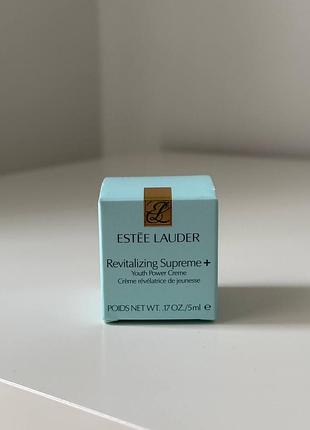 ESTĒE LAUDER
Revitalizing Supreme +
Youth Power Creme
Crème révélatrice de jeunesse
POIDS NET WT. .17 OZ./5ml e